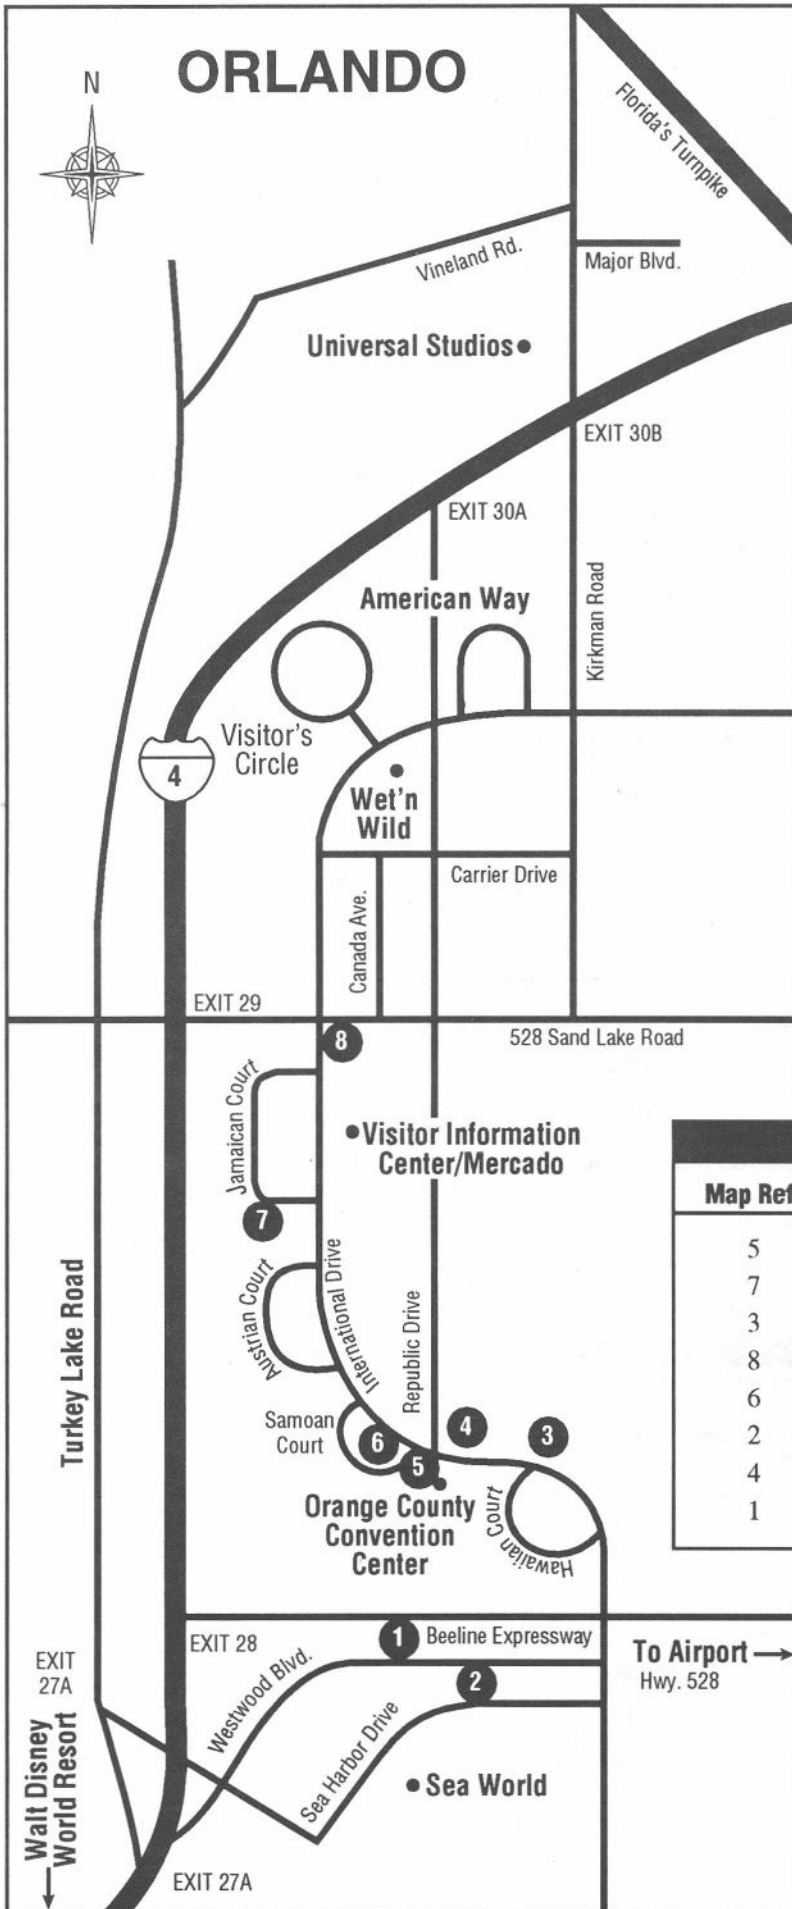 ORLANDO
N
Florida's Turnpike
Vineland Rd.
Major Blvd.
Universal Studios
EXIT 30B
EXIT 30A
American Way
Kirkman Road
Visitor's
Circle
4
Wet'n
Wild
Carrier Drive
Canada Ave.
EXIT 29
528 Sand Lake Road
8
Jamaican Court
Visitor Information
Center/Mercado
7
Map Ref
5
7
3
8
6
2
4
1
Turkey Lake Road
Austrian Court
International Drive
Republic Drive
Samoan
Court
6
5
4
3
Orange County
Convention
Center
Hawaiian Court
EXIT 28
1
Beeline Expressway
To Airport
Hwy. 528
EXIT
27A
Westwood Blvd.
2
Sea Harbor Drive
Sea World
Walt Disney
World Resort
EXIT 27A